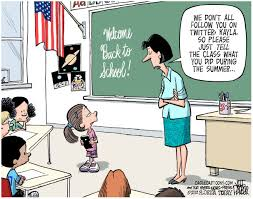 WE DON'T ALL
FOLLOW YOU ON
TWITTER, KAYLA.
SO PLEASE
JUST TELL
THE CLASS WHAT
YOU DID DURING
THE SUMMER...
Welcome
Back to
School!